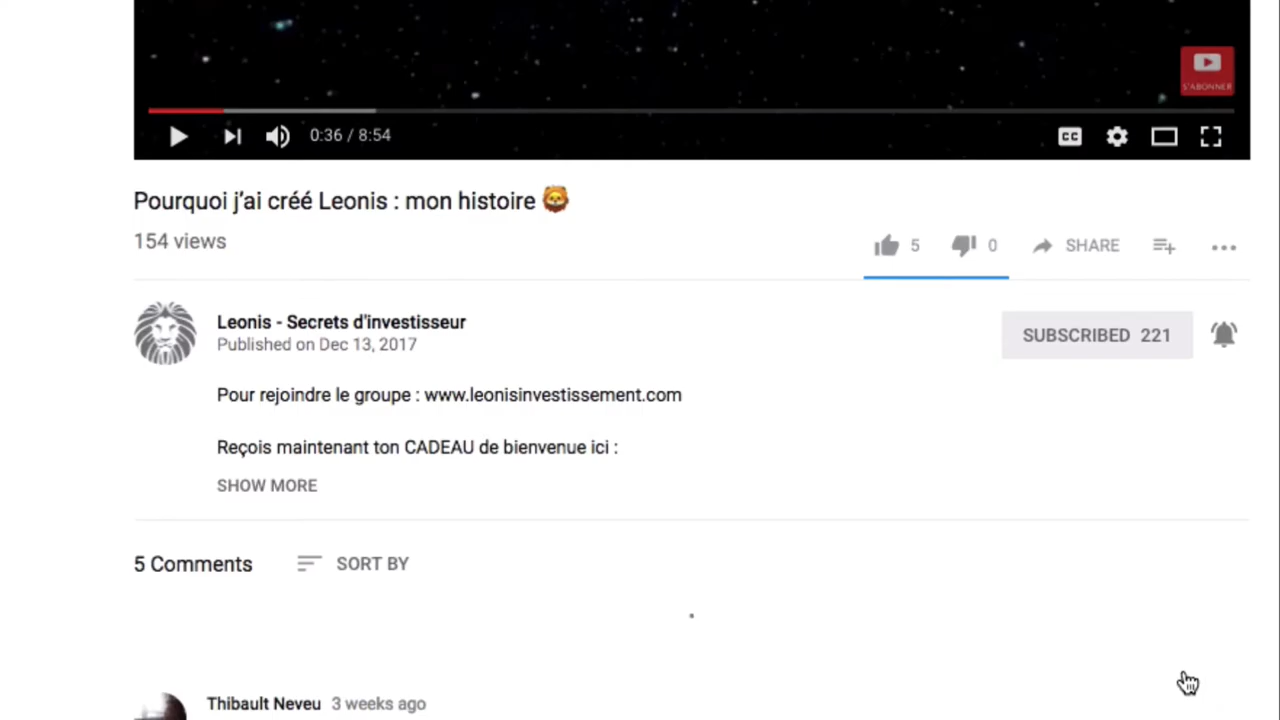 S'ABONNER
0:36 / 8:54
CC
Pourquoi j'ai créé Leonis : mon histoire 🦁
154 views
5 0 SHARE
Leonis - Secrets d'investisseur
Published on Dec 13, 2017
SUBSCRIBED 221
Pour rejoindre le groupe : www.leonisinvestissement.com
Reçois maintenant ton CADEAU de bienvenue ici :
SHOW MORE
5 Comments SORT BY
Thibault Neveu 3 weeks ago